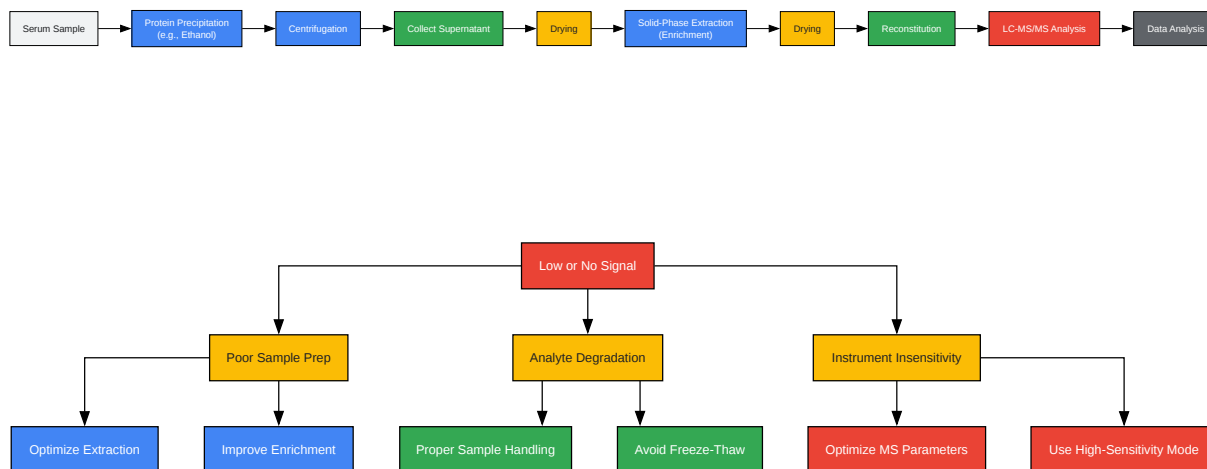 Serum Sample
Protein Precipitation
(e.g., Ethanol)
Centrifugation
Collect Supernatant
Drying
Solid-Phase Extraction
(Enrichment)
Drying
Reconstitution
LC-MS/MS Analysis
Data Analysis
Low or No Signal
Poor Sample Prep
Analyte Degradation
Instrument Insensitivity
Optimize Extraction
Improve Enrichment
Proper Sample Handling
Avoid Freeze-Thaw
Optimize MS Parameters
Use High-Sensitivity Mode